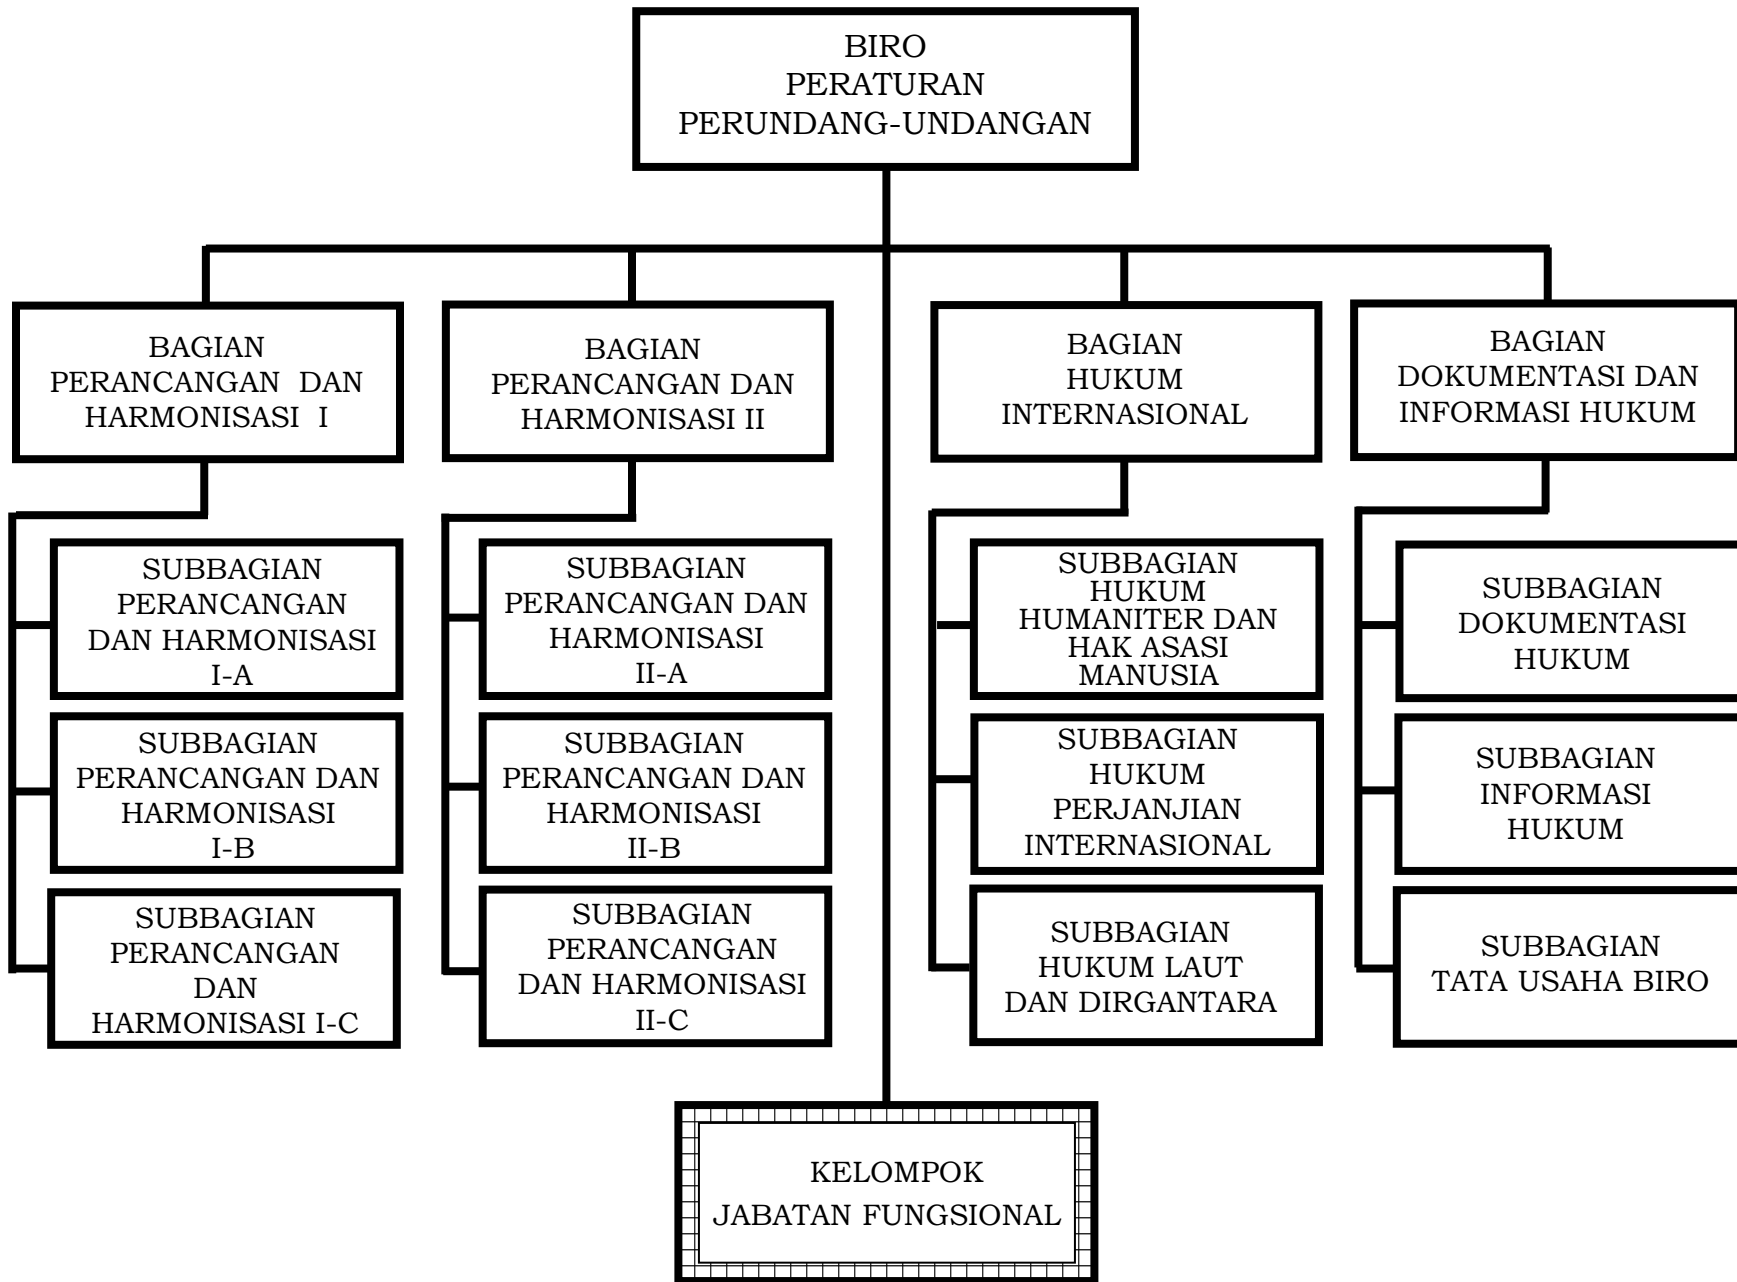 BIRO
PERATURAN
PERUNDANG-UNDANGAN
BAGIAN
PERANCANGAN DAN
HARMONISASI I
BAGIAN
PERANCANGAN DAN
HARMONISASI II
BAGIAN
HUKUM
INTERNASIONAL
BAGIAN
DOKUMENTASI DAN
INFORMASI HUKUM
SUBBAGIAN
PERANCANGAN
DAN HARMONISASI
I-A
SUBBAGIAN
PERANCANGAN DAN
HARMONISASI
II-A
SUBBAGIAN
HUKUM
HUMANITER DAN
HAK ASASI
MANUSIA
SUBBAGIAN
DOKUMENTASI
HUKUM
SUBBAGIAN
PERANCANGAN DAN
HARMONISASI
I-B
SUBBAGIAN
PERANCANGAN DAN
HARMONISASI
II-B
SUBBAGIAN
HUKUM
PERJANJIAN
INTERNASIONAL
SUBBAGIAN
INFORMASI
HUKUM
SUBBAGIAN
PERANCANGAN
DAN
HARMONISASI I-C
SUBBAGIAN
PERANCANGAN
DAN HARMONISASI
II-C
SUBBAGIAN
HUKUM LAUT
DAN DIRGANTARA
SUBBAGIAN
TATA USAHA BIRO
KELOMPOK
JABATAN FUNGSIONAL